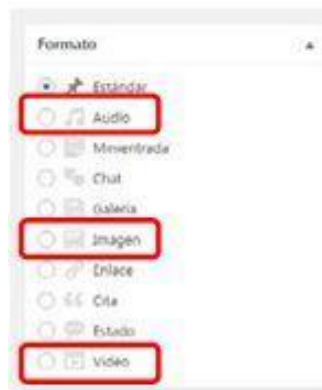 Formato
Estándar
Audio
Minientrada
Chat
Galería
Imagen
Enlace
Cita
Estado
Vídeo